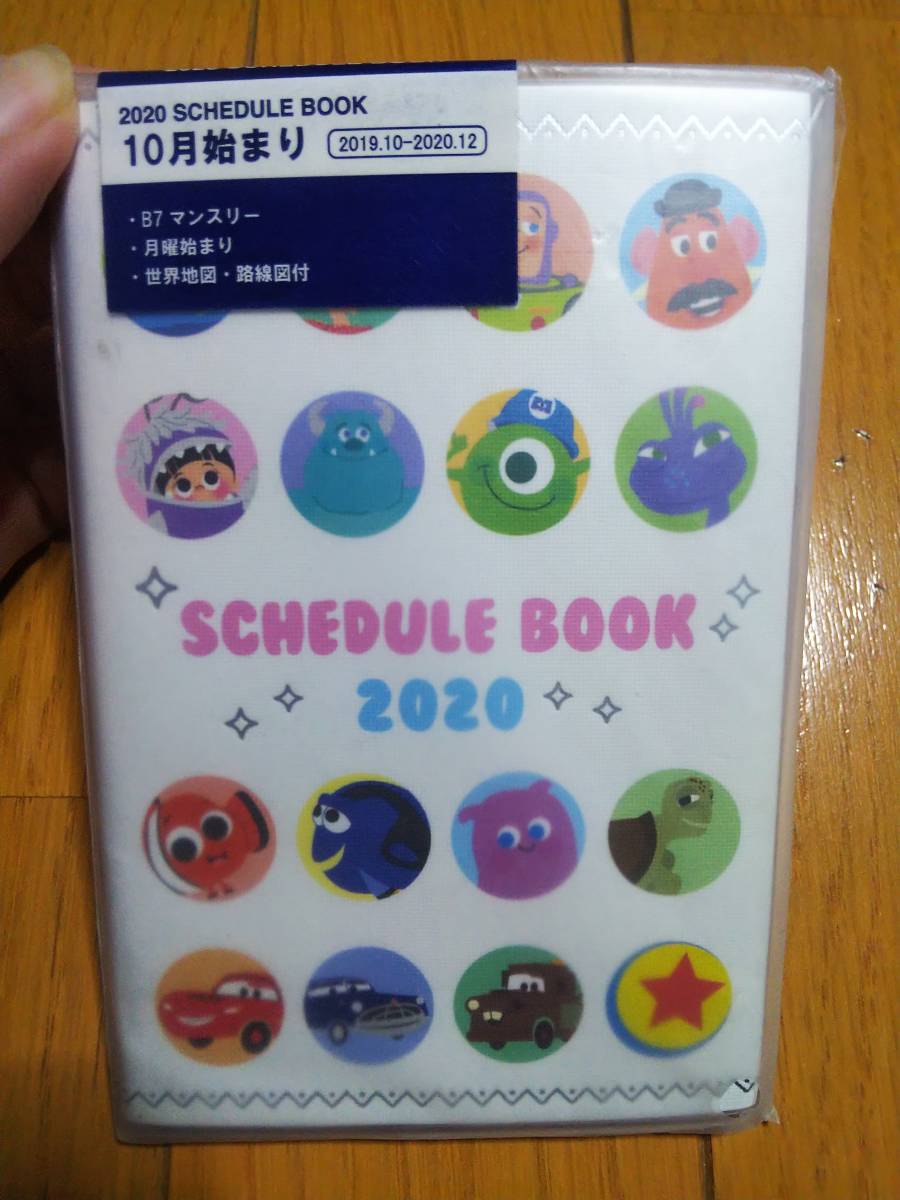 2020 SCHEDULE BOOK
10月始まり 2019.10-2020.12
・B7 マンスリー
・月曜始まり
・世界地図・路線図付
SCHEDULE BOOK
2020